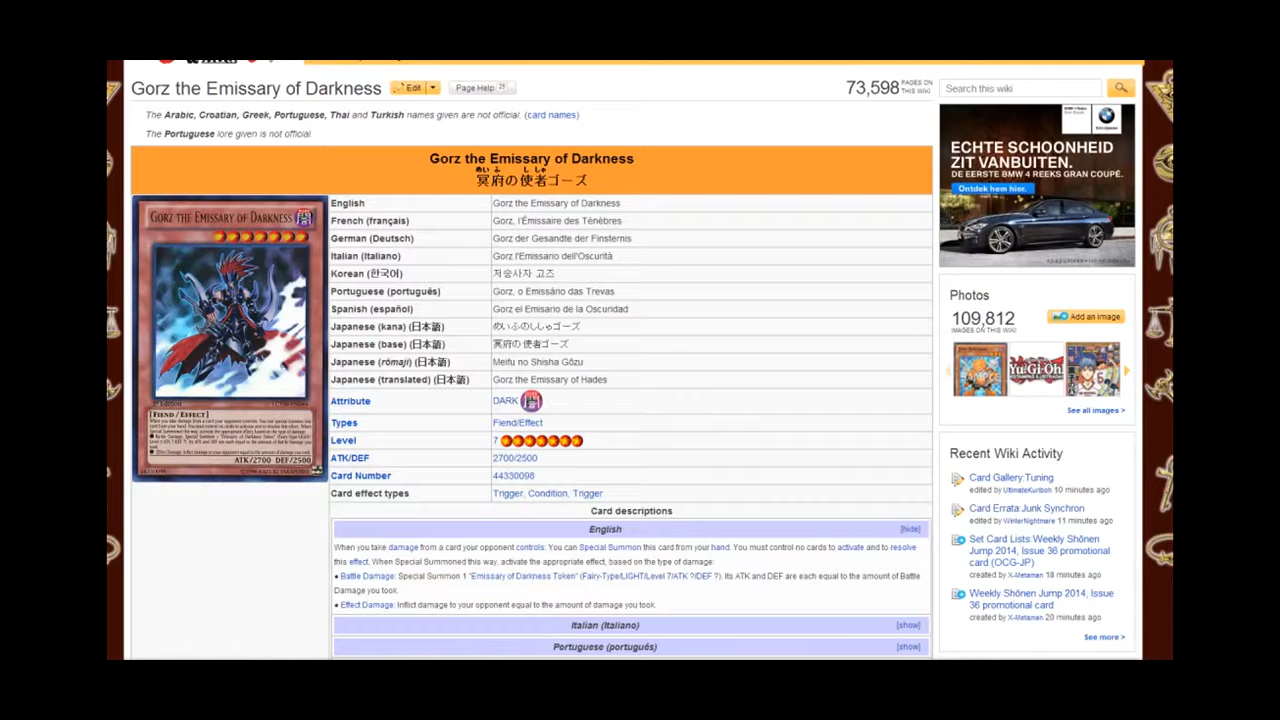 Gorz the Emissary of Darkness
Edit
Page Help 25
73,598 PAGES ON THIS WIKI
Search this wiki
The Arabic, Croatian, Greek, Portuguese, Thai and Turkish names given are not official. (card names)
The Portuguese lore given is not official.
Gorz the Emissary of Darkness
めいふ ししゃ
冥府の使者ゴーズ
GORZ THE EMISSARY OF DARKNESS
[FIEND / EFFECT]
ATK/2700 DEF/2500
English Gorz the Emissary of Darkness
French (français) Gorz, l'Émissaire des Ténèbres
German (Deutsch) Gorz der Gesandte der Finsternis
Italian (Italiano) Gorz l'Emissario dell'Oscurità
Korean (한국어) 저승사자 고즈
Portuguese (português) Gorz, o Emissário das Trevas
Spanish (español) Gorz el Emisario de la Oscuridad
Japanese (kana) (日本語) めいふのししゃゴーズ
Japanese (base) (日本語) 冥府の使者ゴーズ
Japanese (rōmaji) (日本語) Meifu no Shisha Gōzu
Japanese (translated) (日本語) Gorz the Emissary of Hades
Attribute DARK 闇
Types Fiend/Effect
Level 7
ATK/DEF 2700/2500
Card Number 44330098
Card effect types Trigger, Condition, Trigger
Card descriptions
English [hide]
When you take damage from a card your opponent controls: You can Special Summon this card from your hand. You must control no cards to activate and to resolve
this effect. When Special Summoned this way, activate the appropriate effect, based on the type of damage:
● Battle Damage: Special Summon 1 "Emissary of Darkness Token" (Fairy-Type/LIGHT/Level 7/ATK ?/DEF ?). Its ATK and DEF are each equal to the amount of Battle
Damage you took.
● Effect Damage: Inflict damage to your opponent equal to the amount of damage you took.
Italian (Italiano) [show]
Portuguese (português) [show]
ECHTE SCHOONHEID
ZIT VANBUITEN.
DE EERSTE BMW 4 REEKS GRAN COUPÉ.
Ontdek hem hier.
Photos
109,812
IMAGES ON THIS WIKI
Add an image
Yu-Gi-Oh!
See all images >
Recent Wiki Activity
Card Gallery:Tuning
edited by UltimateKuriboh 10 minutes ago
Card Errata:Junk Synchron
edited by WinterNightmare 11 minutes ago
Set Card Lists:Weekly Shōnen
Jump 2014, Issue 36 promotional
card (OCG-JP)
created by X-Metaman 18 minutes ago
Weekly Shōnen Jump 2014, Issue
36 promotional card
created by X-Metaman 20 minutes ago
See more >